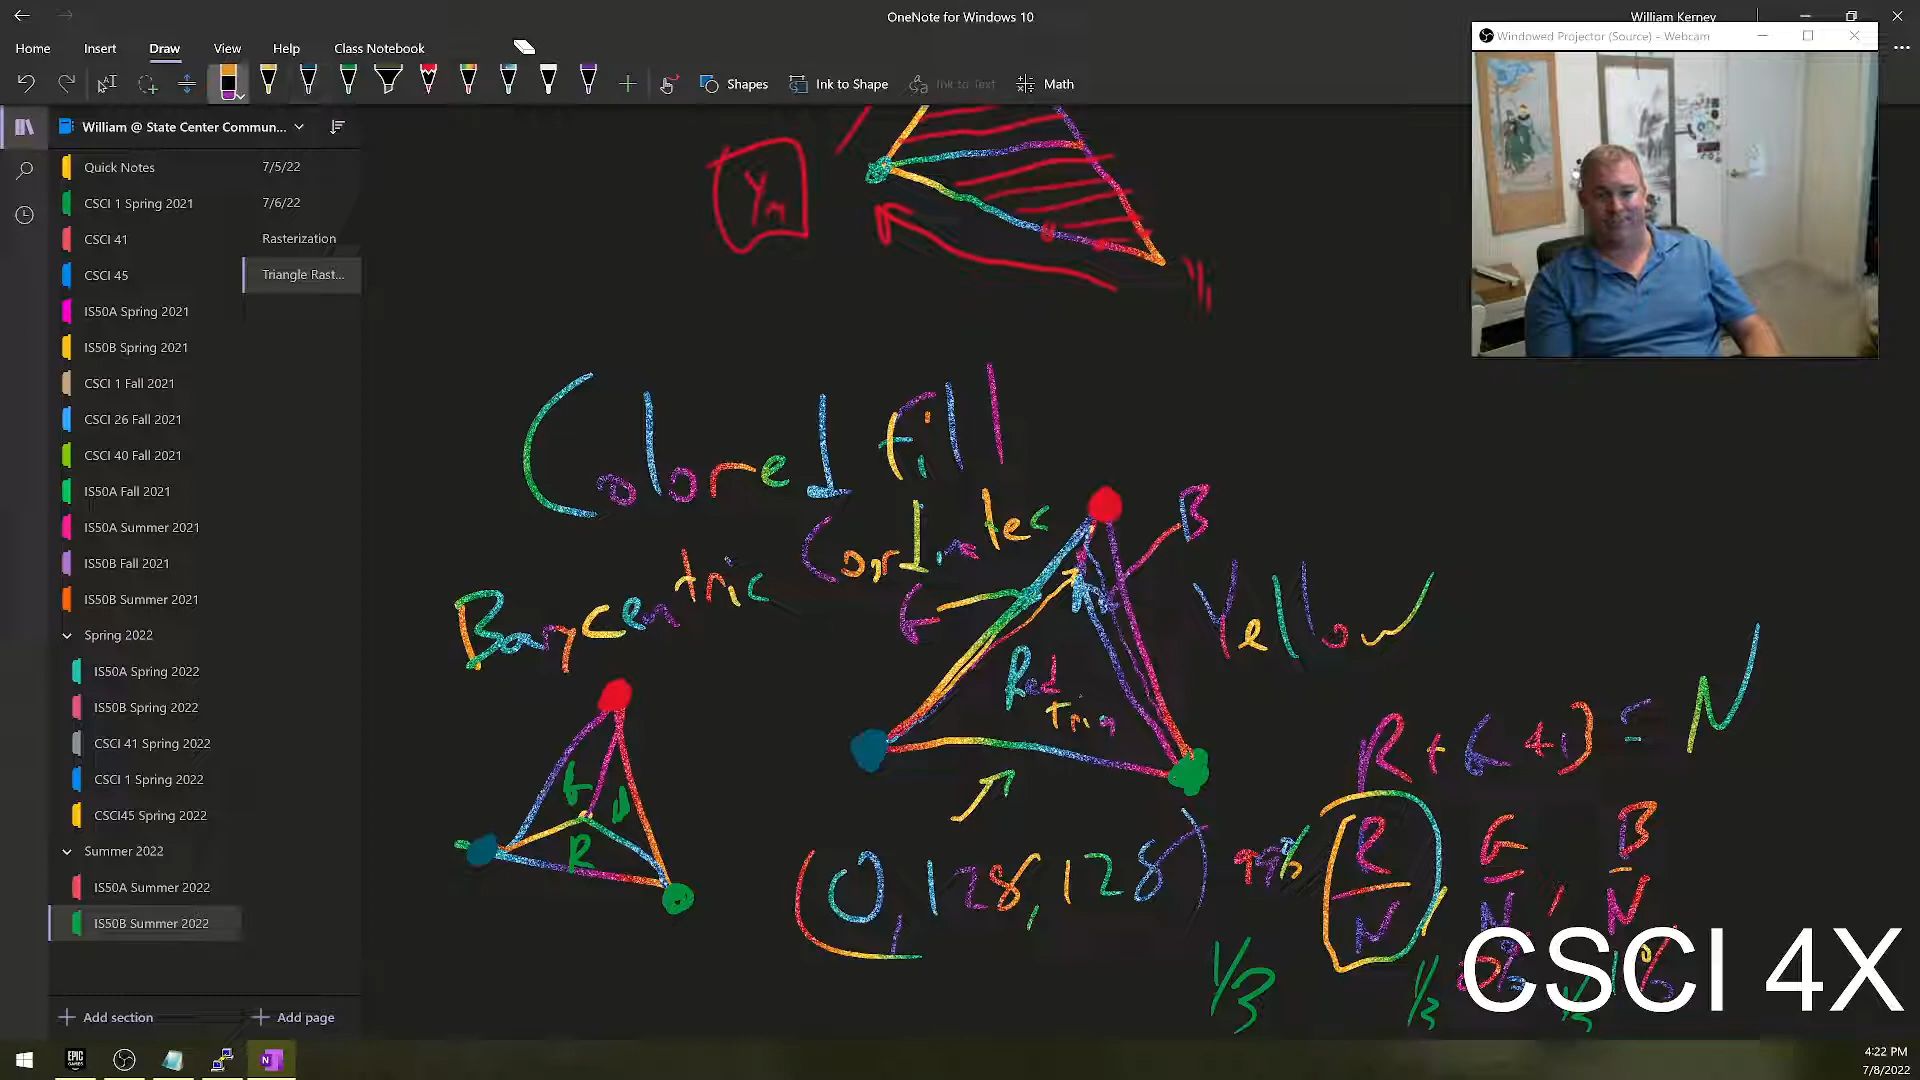 OneNote for Windows 10
William Kerney
Home Insert Draw View Help Class Notebook
Windowed Projector (Source) - Webcam
Shapes Ink to Shape Ink to Text Math
William @ State Center Commun...
Quick Notes 7/5/22
CSCI 1 Spring 2021 7/6/22
CSCI 41 Rasterization
CSCI 45 Triangle Rast...
IS50A Spring 2021
IS50B Spring 2021
CSCI 1 Fall 2021
CSCI 26 Fall 2021
CSCI 40 Fall 2021
IS50A Fall 2021
IS50A Summer 2021
IS50B Fall 2021
IS50B Summer 2021
Spring 2022
IS50A Spring 2022
IS50B Spring 2022
CSCI 41 Spring 2022
CSCI 1 Spring 2022
CSCI45 Spring 2022
Summer 2022
IS50A Summer 2022
IS50B Summer 2022
Add section Add page
Colored Fill
B
Yellow
Red
R
(0,128,128)
R
N
G
N
B
N
1/3
1/3
CSCI 4X
EPIC GAMES
4:22 PM
7/8/2022